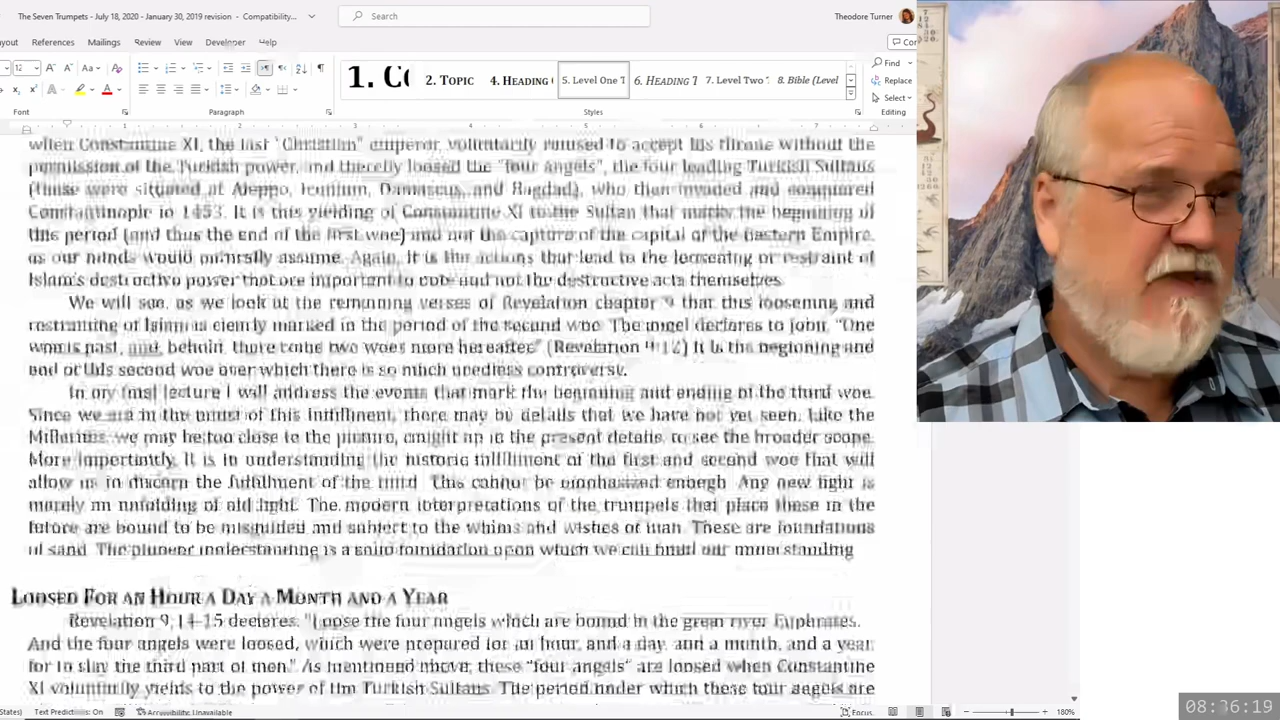 The Seven Trumpets - July 18, 2020 - January 30, 2019 revision - Compatibility...
Search
Theodore Turner
References Mailings Review View Developer Help
12 Aa
1. 2. TOPIC 4. HEADING 5. Level One 6. HEADING 7. Level Two 8. Bible (Level
Find
Replace
Select
Font Paragraph Styles Editing
1 2 3 4 5 6 7
when Constantine XI, the last "Christian" emperor, voluntarily refused to accept his throne without the
permission of the Turkish power, and thereby loosed the "four Angels", the four leading Turkish Sultans
(these were situated at Aleppo, Iconium, Damascus, and Bagdad), who then invaded and conquered
Constantinople in 1453. It is this yielding of Constantine XI to the Sultan that marks the beginning of
this period (and thus the end of the first woe) and not the capture of the capital of the Eastern Empire,
as our minds would normally assume. Again, it is the actions that lead to the loosening or restraint of
Islam's destructive power that are important to note and not the destructive acts themselves.
We will see, as we look at the remaining verses of Revelation chapter 9 that this loosening and
restraining of Islam is clearly marked in the period of the second woe. The angel declares to John, "One
woe is past, and, behold, there come two woes more hereafter" (Revelation 9:12) It is the beginning and
end of this second woe over which there is so much needless controversy.
In my final lecture I will address the events that mark the beginning and ending of the third woe.
Since we are in the midst of this fulfillment, there may be details that we have not yet seen. Like the
Millerites, we may be too close to the picture, caught up in the present details, to see the broader scope.
More importantly, it is in understanding the historic fulfillment of the first and second woe that will
allow us to discern the fulfillment of the third. This cannot be emphasized enough. Any new light is
merely an unfolding of old light. The modern interpretations of the trumpets that place these in the
future are bound to be misguided and subject to the whims and wishes of man. These are foundations
of sand. The pioneer understanding is a solid foundation upon which we can build our understanding
LOOSED FOR AN HOUR A DAY A MONTH AND A YEAR
Revelation 9:14-15 declares, "Loose the four angels which are bound in the great river Euphrates.
And the four angels were loosed, which were prepared for an hour, and a day, and a month, and a year,
for to slay the third part of men." As mentioned above, these "four angels" are loosed when Constantine
XI voluntarily yields to the power of the Turkish Sultans. The period under which these four angels are
States) Text Predictions: On Accessibility: Unavailable Focus 180%
08:36:19